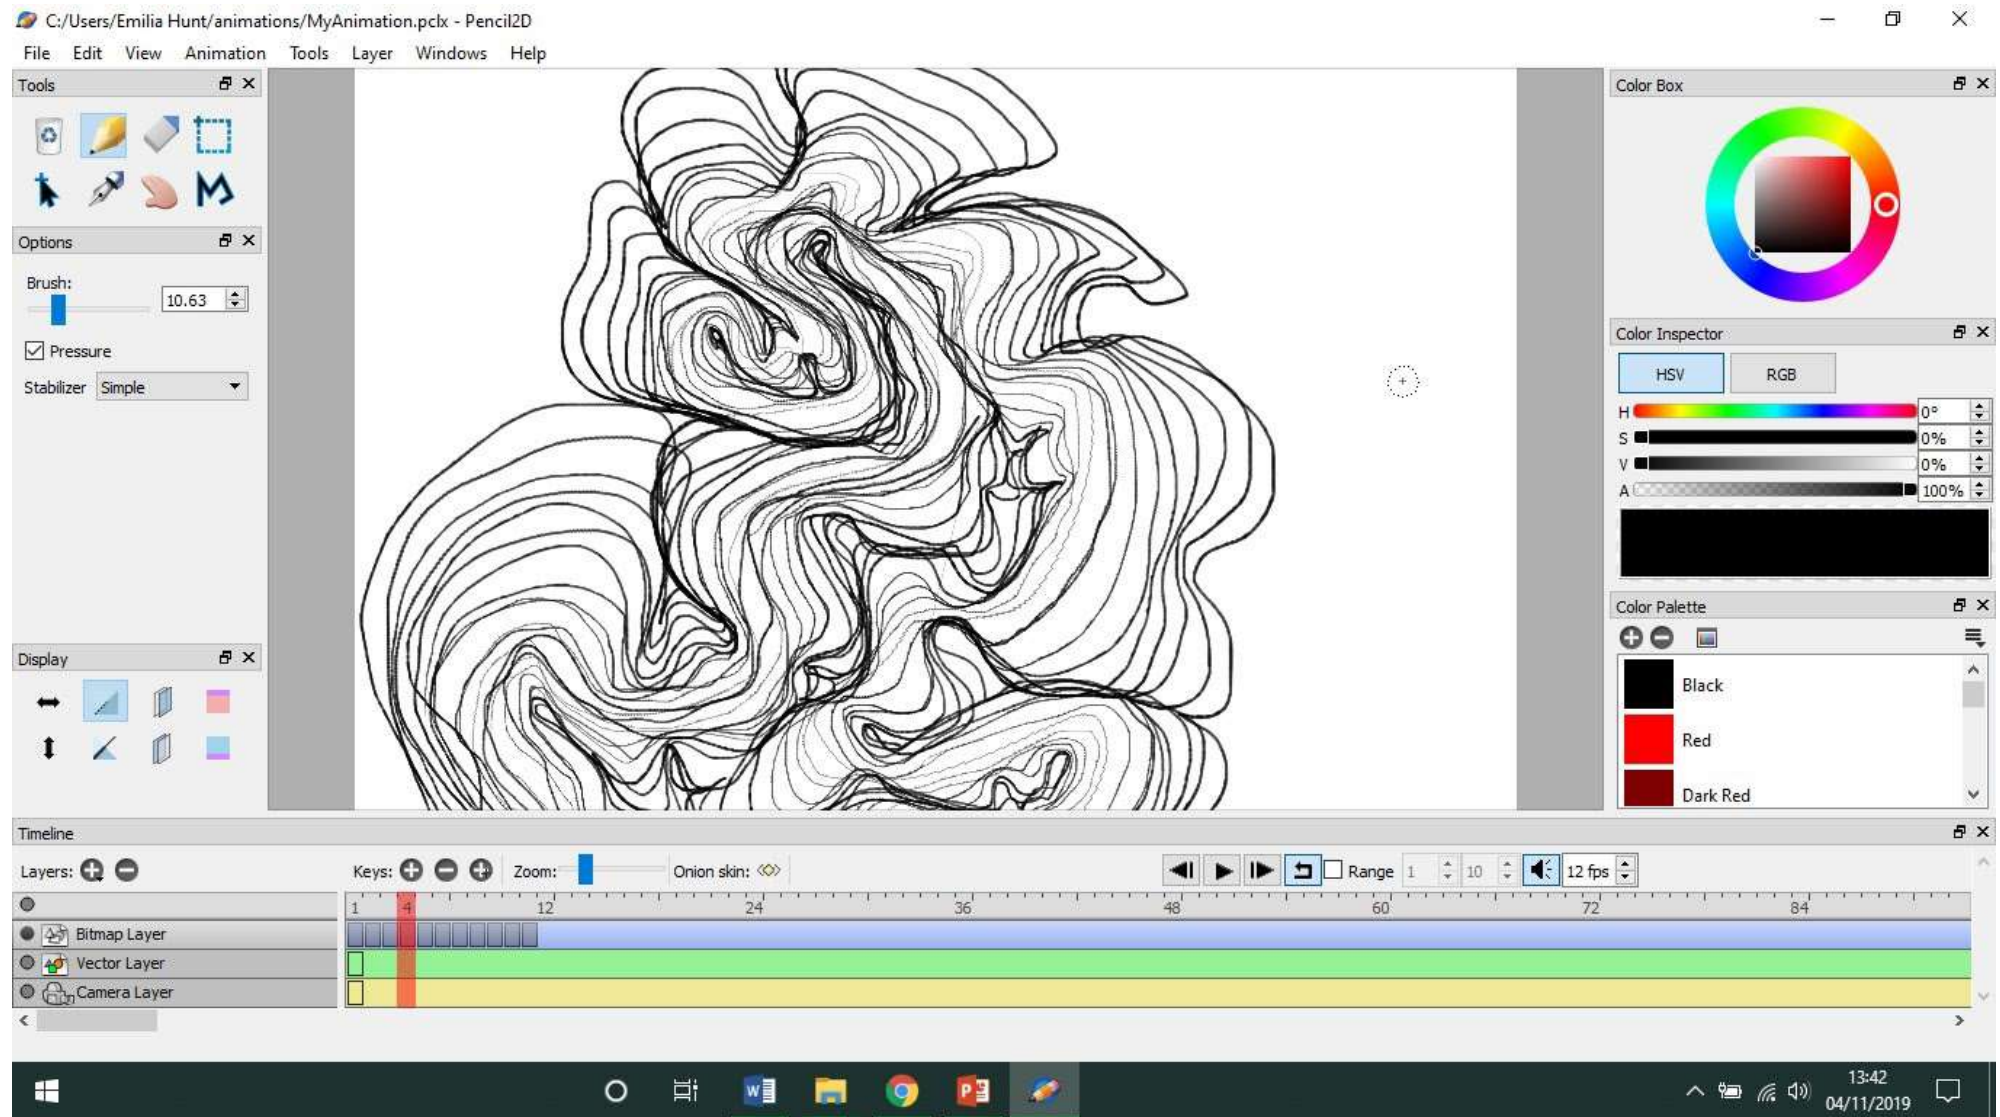 C:/Users/Emilia Hunt/animations/MyAnimation.pclx - Pencil2D
File Edit View Animation Tools Layer Windows Help
Tools
Options
Brush:
10.63
Pressure
Stabilizer Simple
Display
Color Box
Color Inspector
HSV RGB
H 0°
S 0%
V 0%
A 100%
Color Palette
Black
Red
Dark Red
Timeline
Layers: Keys: Zoom: Onion skin: Range 1 10 12 fps
1 4 12 24 36 48 60 72 84
Bitmap Layer
Vector Layer
Camera Layer
13:42
04/11/2019